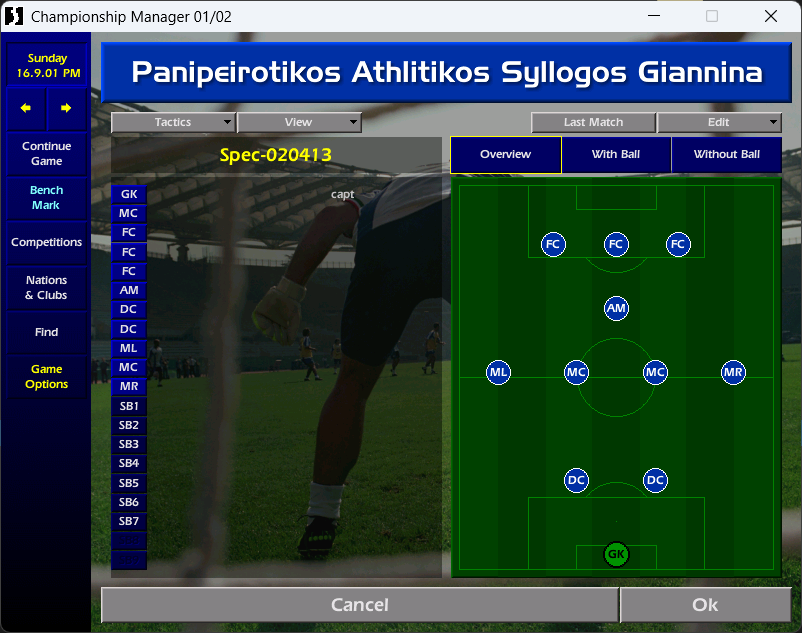 Championship Manager 01/02
Sunday
16.9.01 PM
Continue
Game
Bench
Mark
Competitions
Nations
& Clubs
Find
Game
Options
Panipeirotikos Athlitikos Syllogos Giannina
Tactics
View
Last Match
Edit
Spec-020413
GK capt
MC
FC
FC
FC
AM
DC
DC
ML
MC
MR
SB1
SB2
SB3
SB4
SB5
SB6
SB7
Overview
With Ball
Without Ball
FC FC FC
AM
ML MC MC MR
DC DC
GK
Cancel
Ok